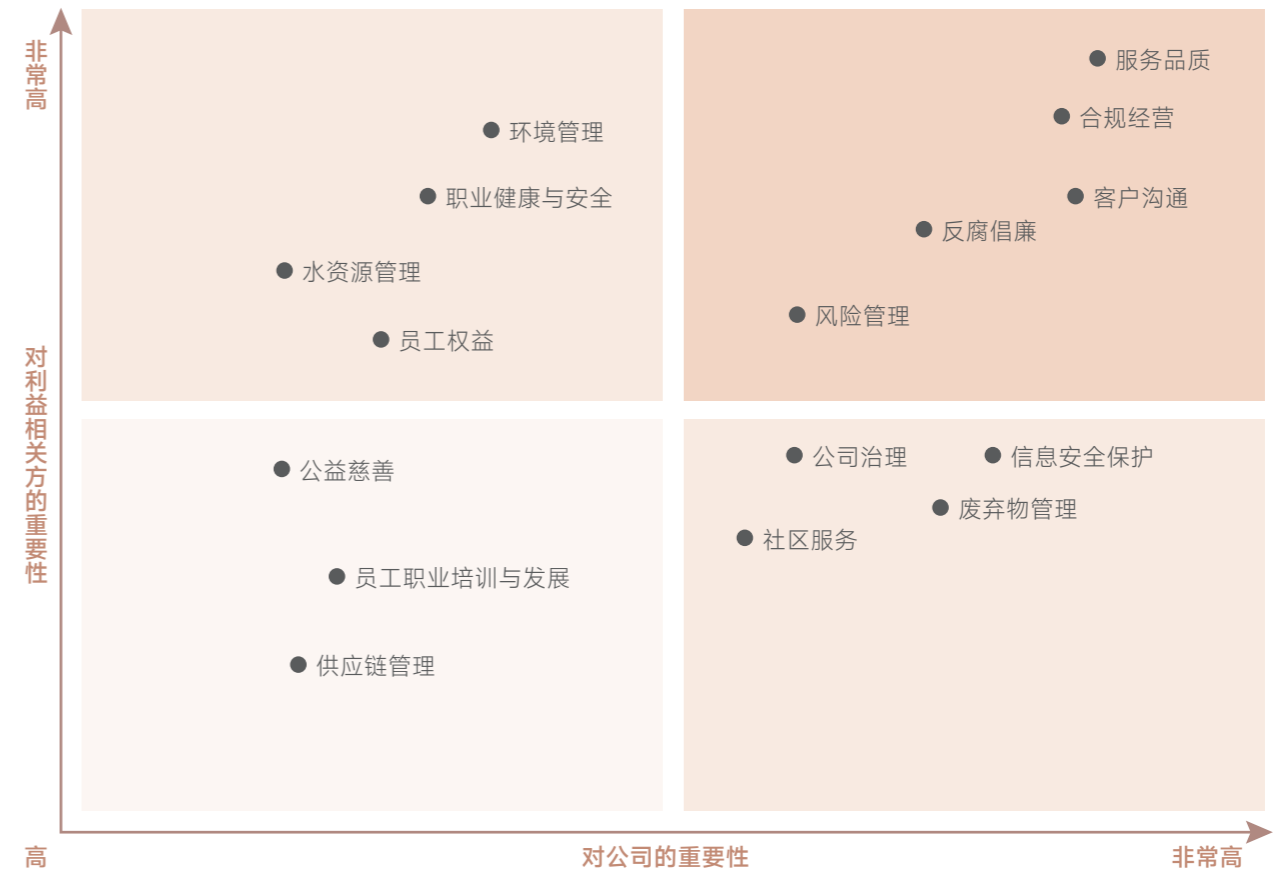 非常高
服务品质
合规经营
环境管理
职业健康与安全
客户沟通
反腐倡廉
水资源管理
风险管理
员工权益
对利益相关方的重要性
公司治理
信息安全保护
公益慈善
废弃物管理
社区服务
员工职业培训与发展
供应链管理
高
对公司的重要性
非常高